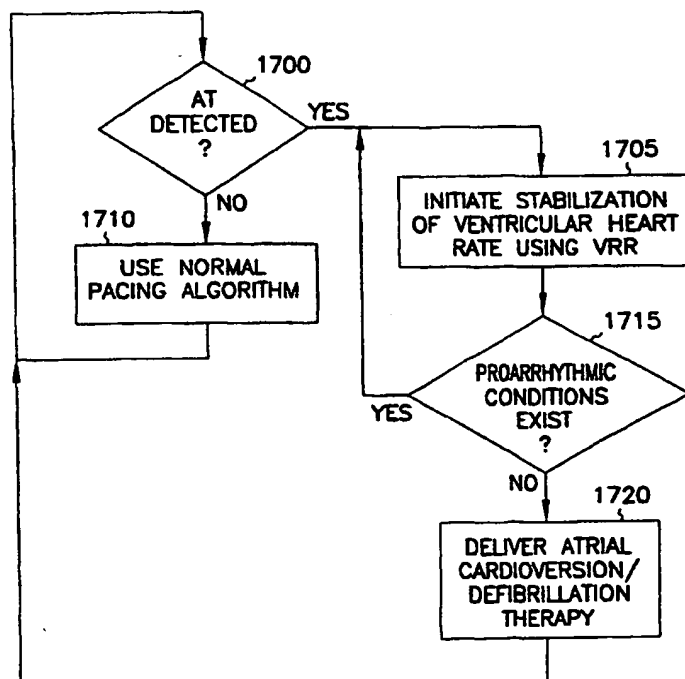 1700
AT
DETECTED
?
YES
NO
1710
USE NORMAL
PACING ALGORITHM
1705
INITIATE STABILIZATION
OF VENTRICULAR HEART
RATE USING VRR
1715
PROARRHYTHMIC
CONDITIONS
EXIST
?
YES
NO
1720
DELIVER ATRIAL
CARDIOVERSION/
DEFIBRILLATION
THERAPY